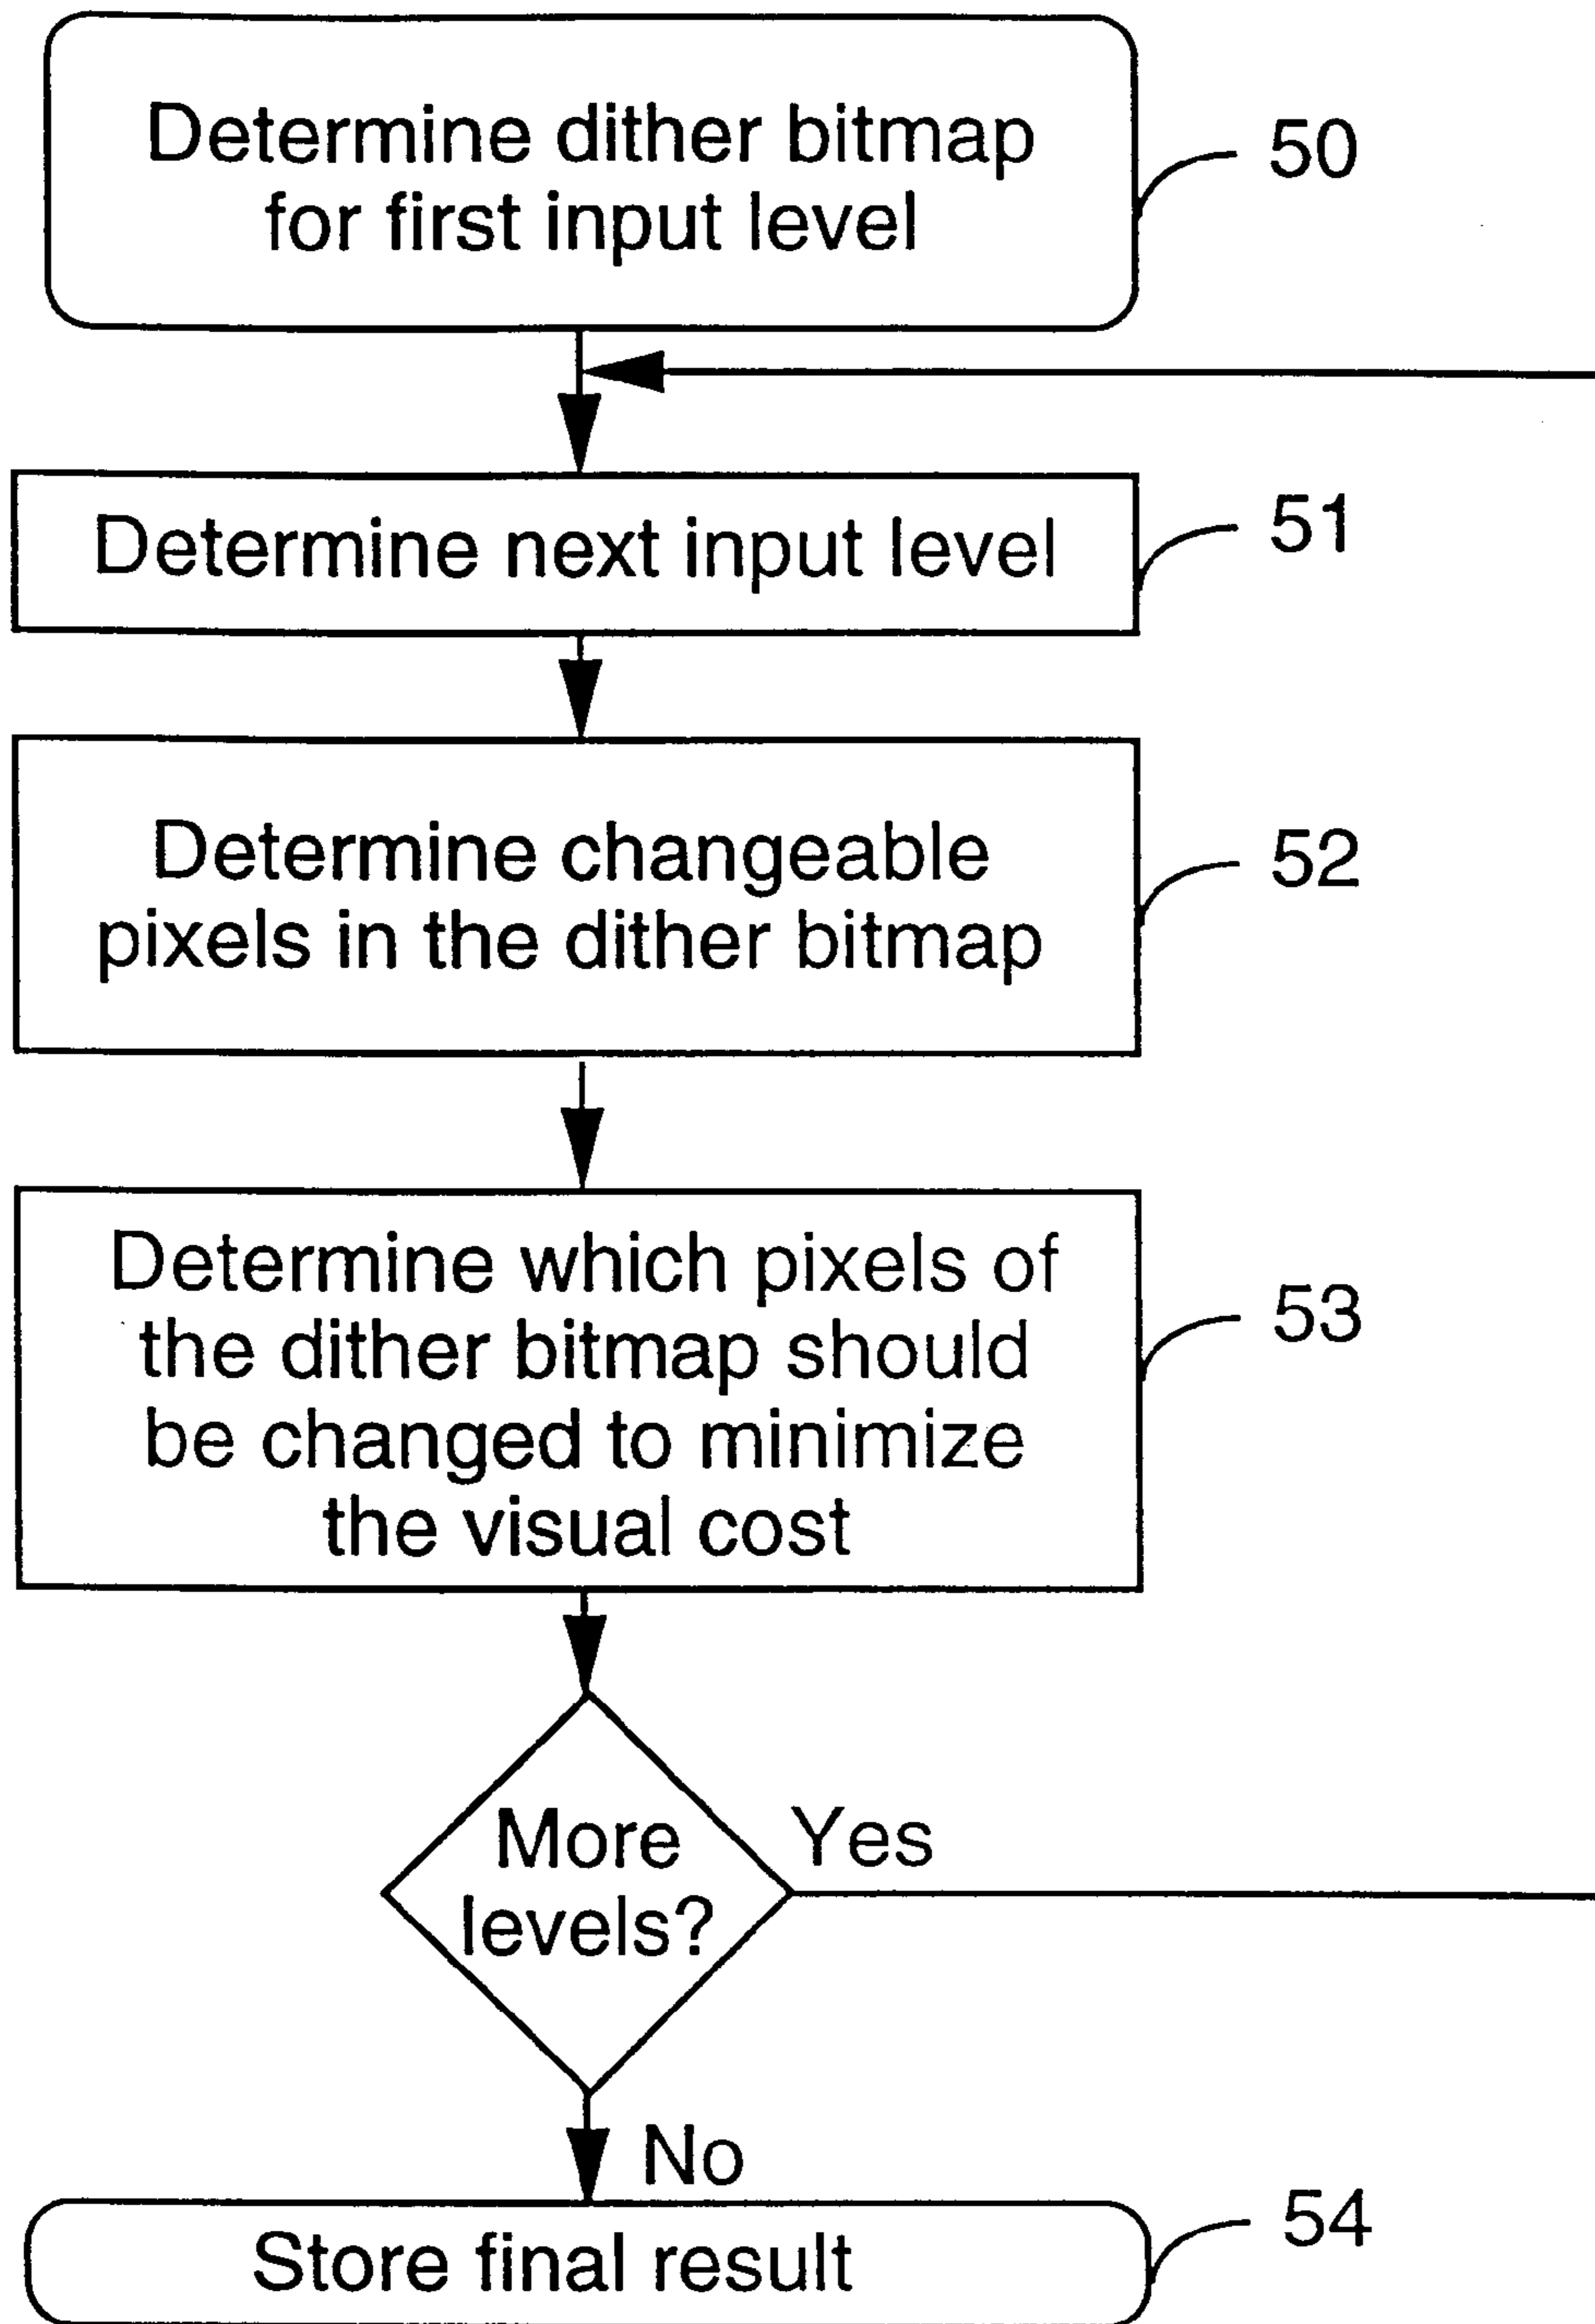 Determine dither bitmap
for first input level
50
Determine next input level
51
Determine changeable
pixels in the dither bitmap
52
Determine which pixels of
the dither bitmap should
be changed to minimize
the visual cost
53
More
levels?
Yes
No
Store final result
54